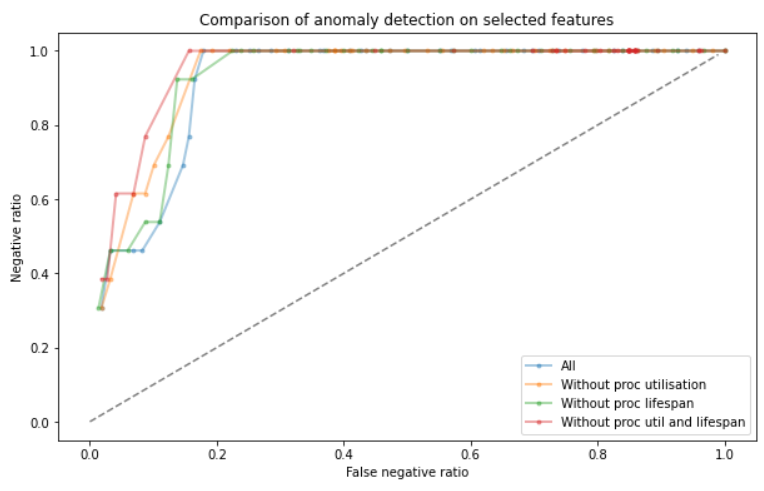 Comparison of anomaly detection on selected features
Negative ratio
1.0
0.8
0.6
0.4
0.2
0.0
0.0 0.2 0.4 0.6 0.8 1.0
False negative ratio
All
Without proc utilisation
Without proc lifespan
Without proc util and lifespan